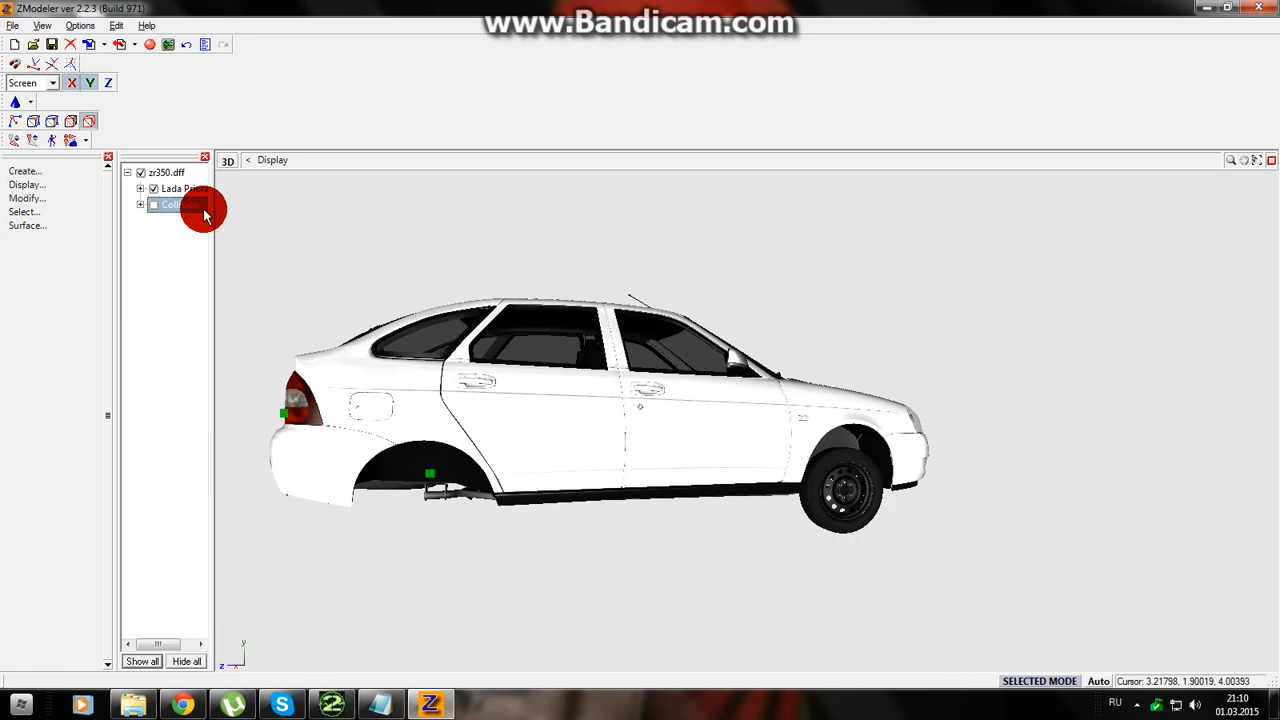 ZModeler ver 2.2.3 (Build 971)
www.Bandicam.com
File View Options Edit Help
Screen X Y Z
Create...
Display...
Modify...
Select...
Surface...
zr350.dff
Lada Priora
3D < Display
Show all Hide all
SELECTED MODE Auto Cursor: 3.21798, 1.90019, 4.00393
y
z x
RU 21:10
01.03.2015